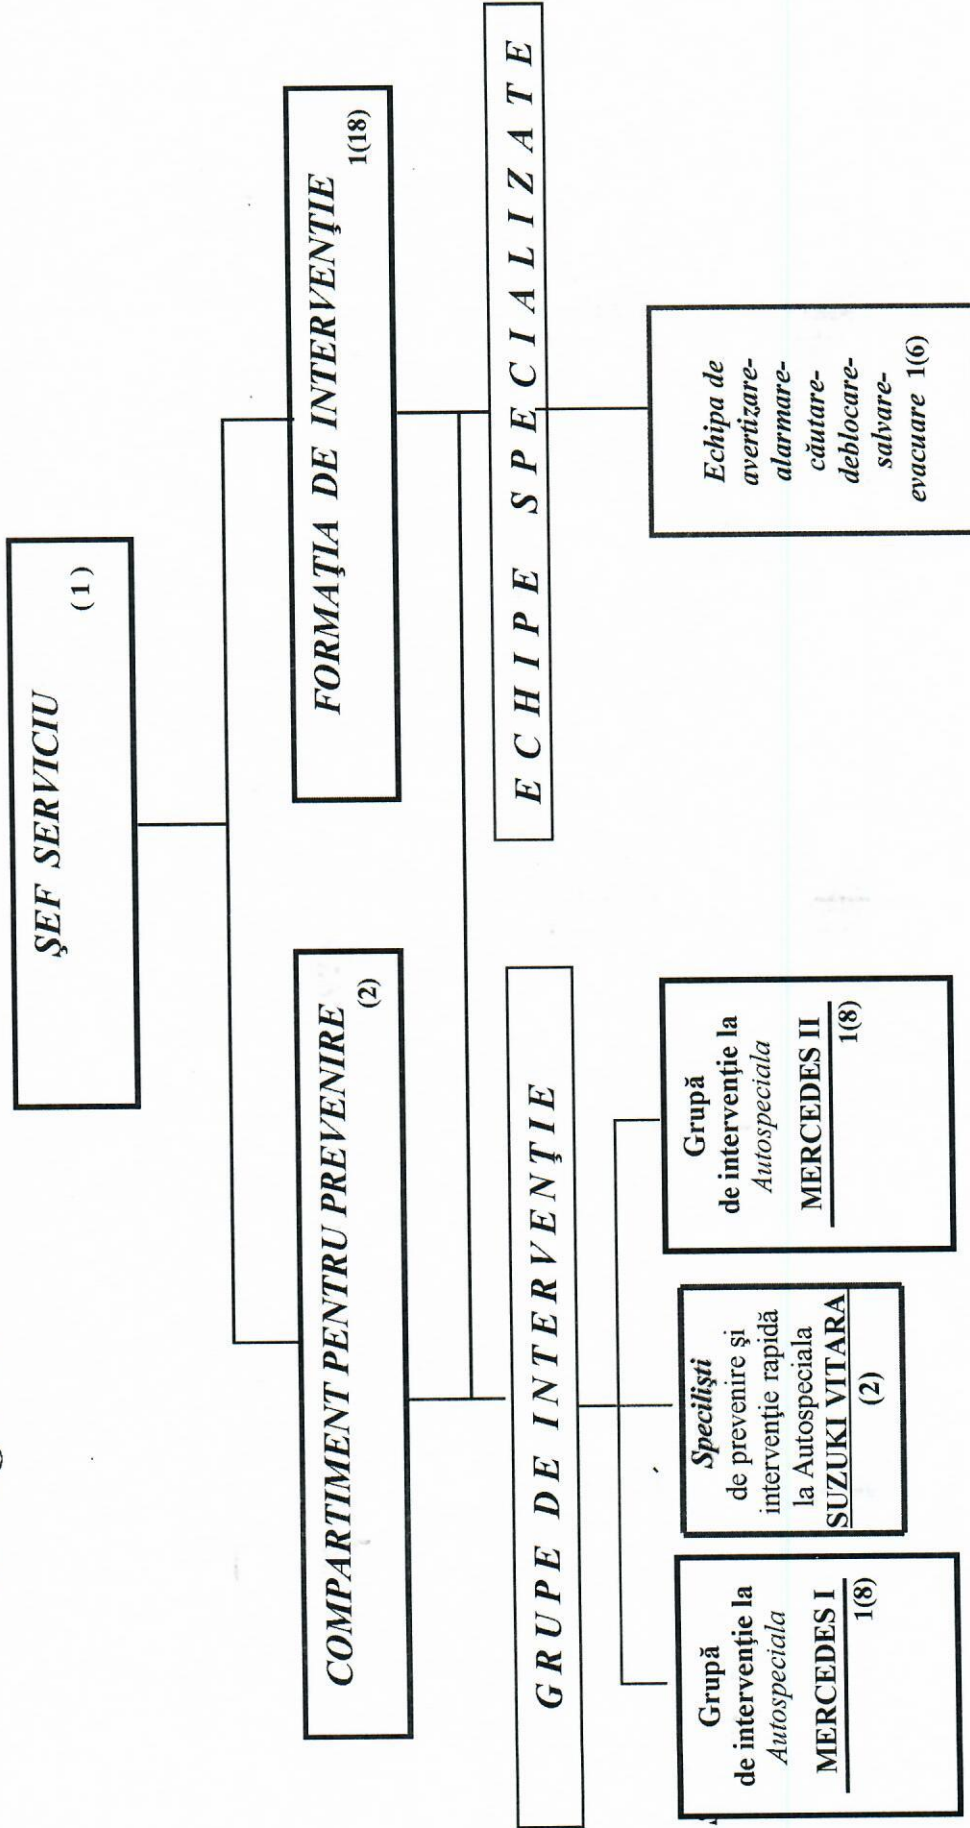 ŞEF SERVICIU
(1)
COMPARTIMENT PENTRU PREVENIRE
(2)
FORMAŢIA DE INTERVENŢIE
1(18)
GRUPE DE INTERVENŢIE
ECHIPE SPECIALIZATE
Grupă
de intervenţie la
Autospeciala
MERCEDES I
1(8)
Specilişti
de prevenire şi
intervenţie rapidă
la Autospeciala
SUZUKI VITARA
(2)
Grupă
de intervenţie la
Autospeciala
MERCEDES II
1(8)
Echipa de
avertizare-
alarmare-
căutare-
deblocare-
salvare-
evacuare 1(6)